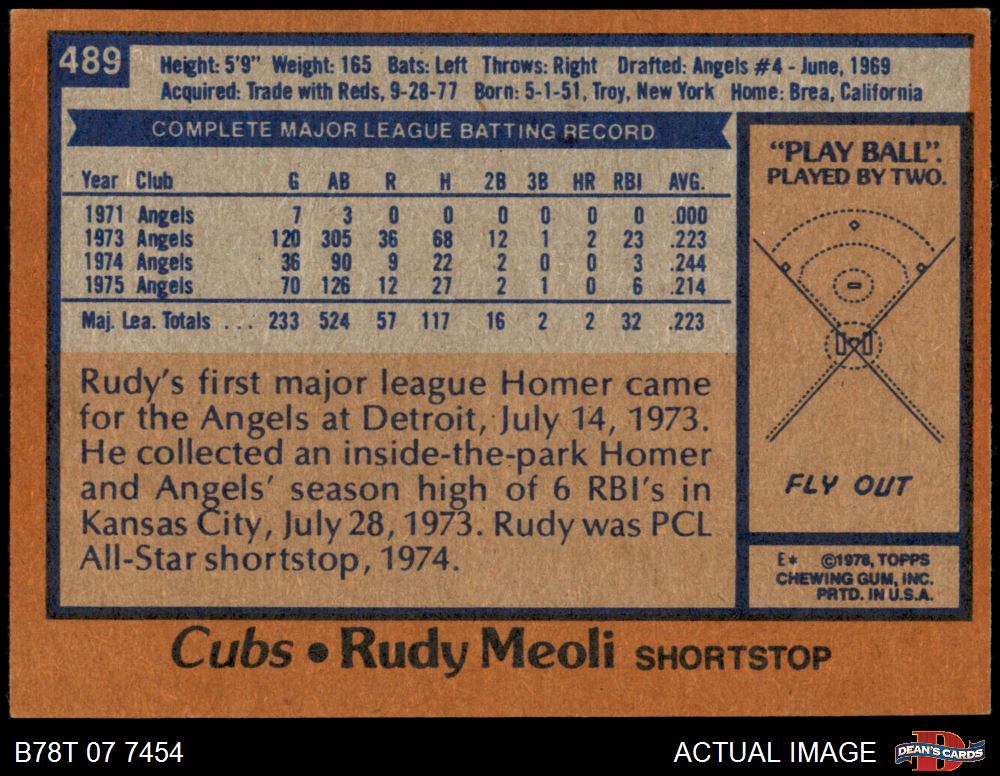 489
Height: 5'9" Weight: 165 Bats: Left Throws: Right Drafted: Angels #4 - June, 1969
Acquired: Trade with Reds, 9-28-77 Born: 5-1-51, Troy, New York Home: Brea, California
COMPLETE MAJOR LEAGUE BATTING RECORD
Year Club G AB R H 2B 3B HR RBI AVG.
1971 Angels 7 3 0 0 0 0 0 0 .000
1973 Angels 120 305 36 68 12 1 2 23 .223
1974 Angels 36 90 9 22 2 0 0 3 .244
1975 Angels 70 126 12 27 2 1 0 6 .214
Maj. Lea. Totals ... 233 524 57 117 16 2 2 32 .223
Rudy's first major league Homer came
for the Angels at Detroit, July 14, 1973.
He collected an inside-the-park Homer
and Angels' season high of 6 RBI's in
Kansas City, July 28, 1973. Rudy was PCL
All-Star shortstop, 1974.
"PLAY BALL".
PLAYED BY TWO.
FLY OUT
E* ©1978, TOPPS
CHEWING GUM, INC.
PRTD. IN U.S.A.
Cubs • Rudy Meoli SHORTSTOP
B78T 07 7454
ACTUAL IMAGE
DEAN'S CARDS